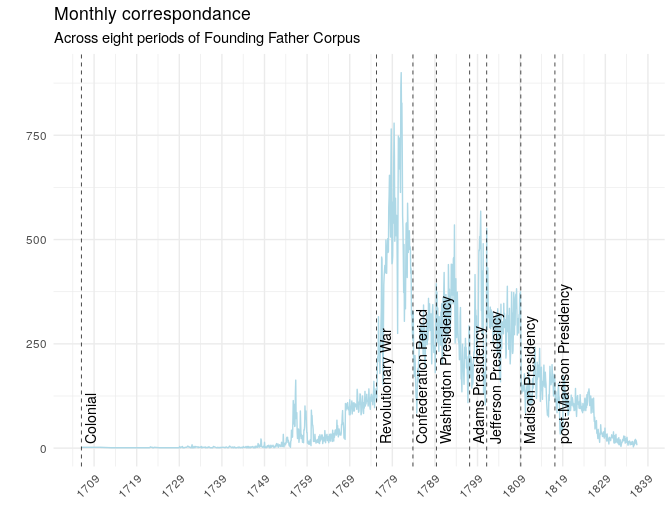 Monthly correspondance
Across eight periods of Founding Father Corpus
750
500
250
0
Colonial
Revolutionary War
Confederation Period
Washington Presidency
Adams Presidency
Jefferson Presidency
Madison Presidency
post-Madison Presidency
1709
1719
1729
1739
1749
1759
1769
1779
1789
1799
1809
1819
1829
1839